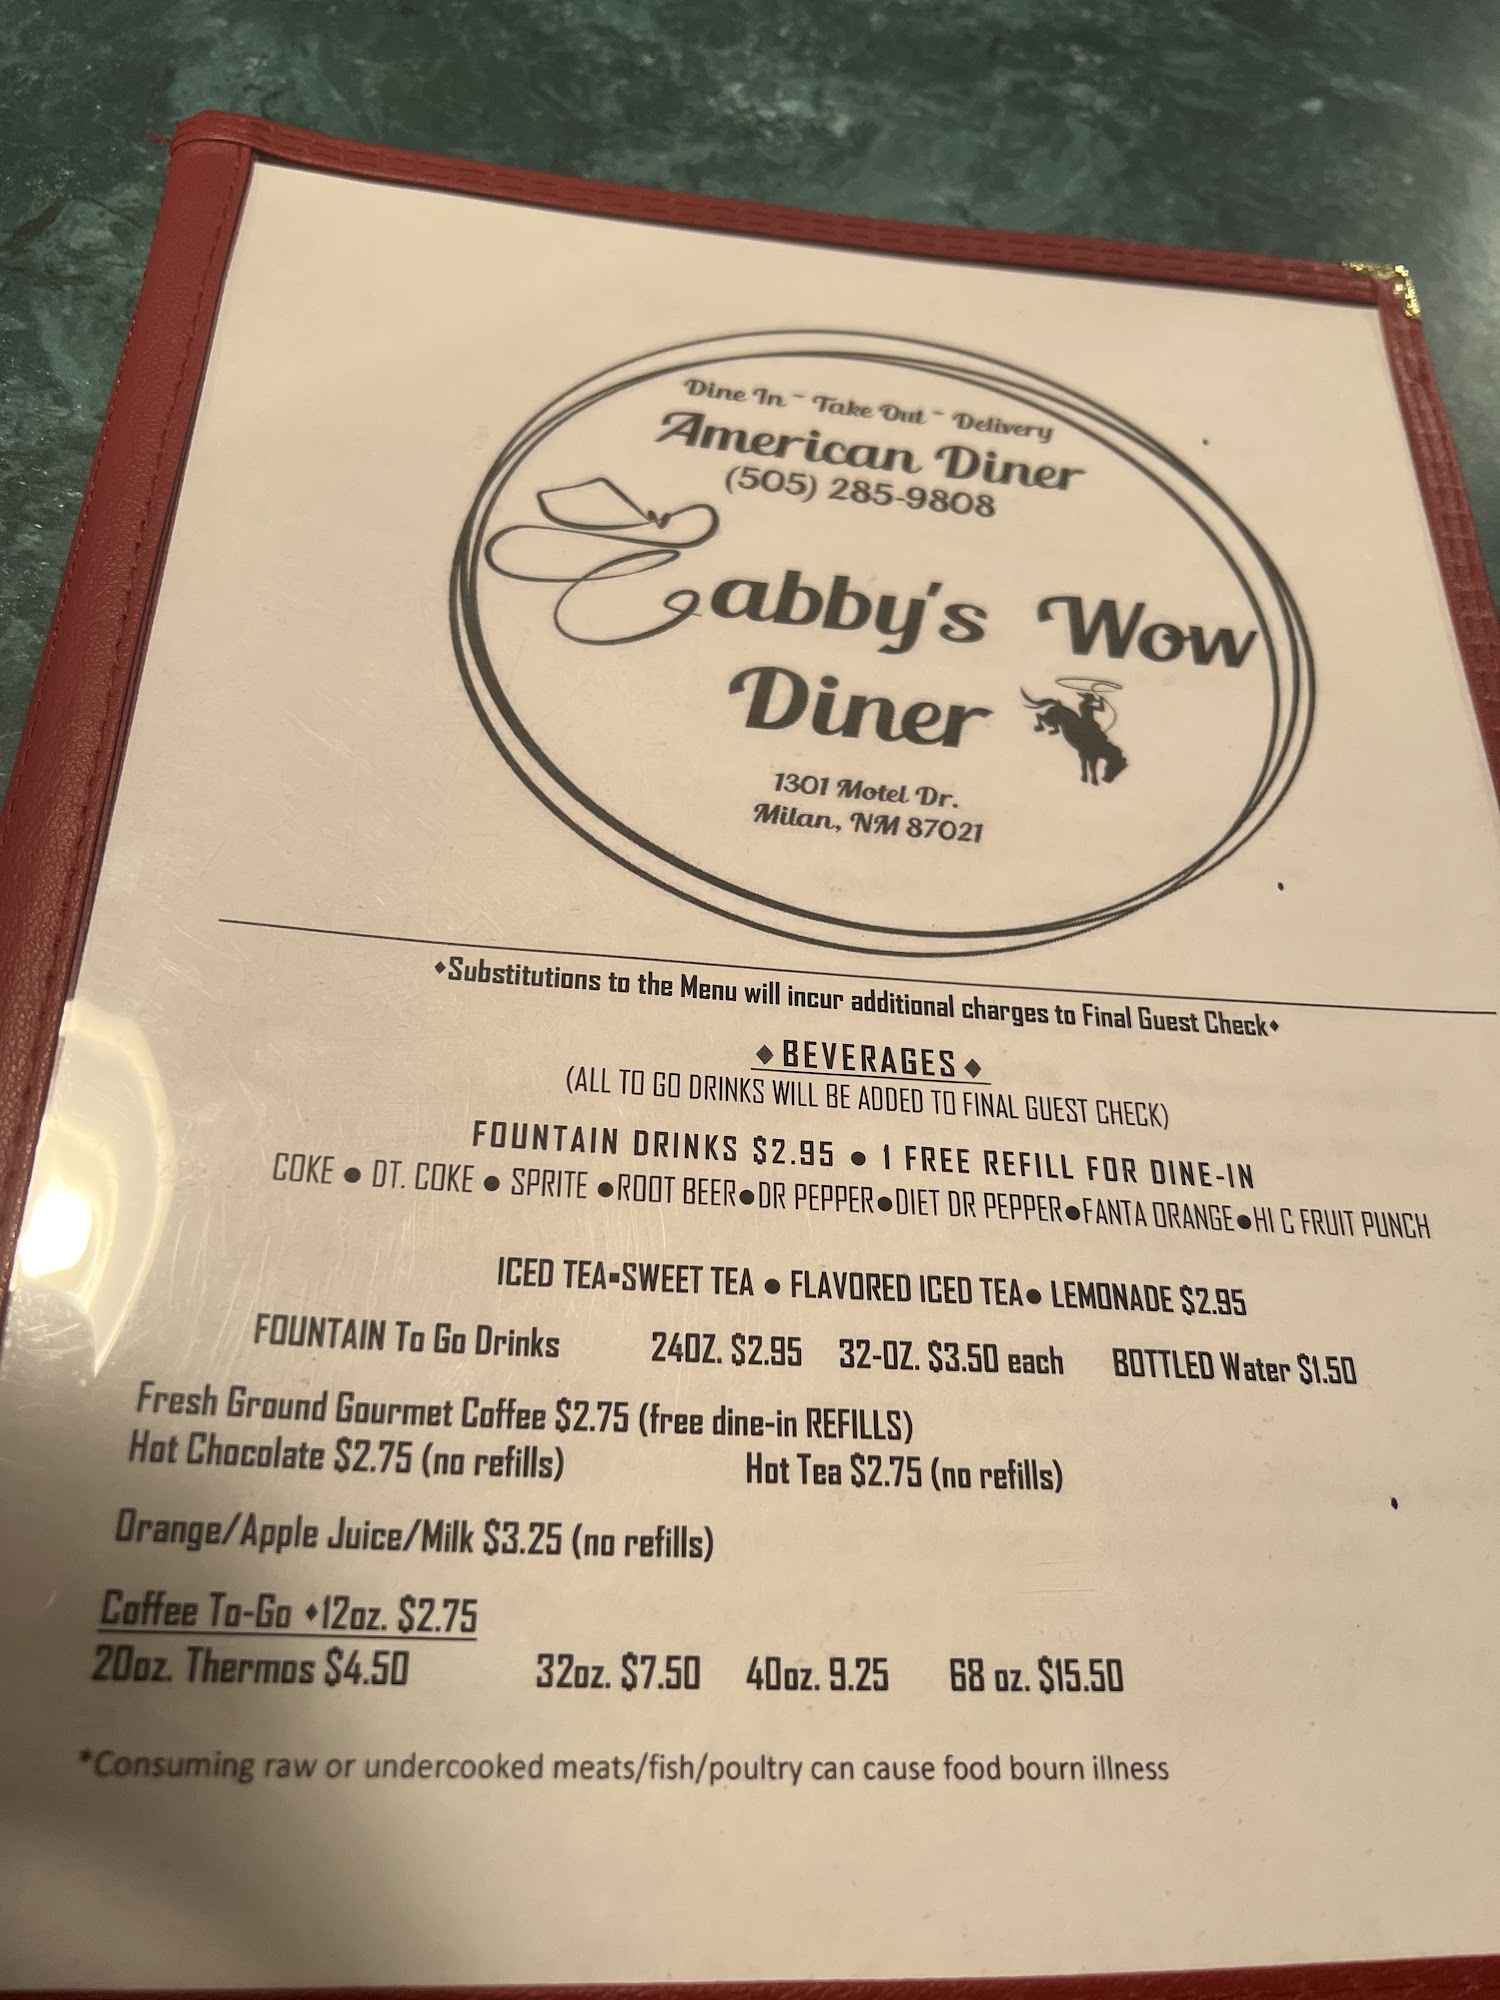 Dine In ~ Take Out ~ Delivery
American Diner
(505) 285-9808
Gabby's Wow
Diner
1301 Motel Dr.
Milan, NM 87021
♦Substitutions to the Menu will incur additional charges to Final Guest Check♦
♦ BEVERAGES ♦
(ALL TO GO DRINKS WILL BE ADDED TO FINAL GUEST CHECK)
FOUNTAIN DRINKS $2.95 ● 1 FREE REFILL FOR DINE-IN
COKE ● DT. COKE ● SPRITE ●ROOT BEER●DR PEPPER●DIET DR PEPPER●FANTA ORANGE●HI C FRUIT PUNCH
ICED TEA▪SWEET TEA ● FLAVORED ICED TEA● LEMONADE $2.95
FOUNTAIN To Go Drinks 24OZ. $2.95 32-OZ. $3.50 each BOTTLED Water $1.50
Fresh Ground Gourmet Coffee $2.75 (free dine-in REFILLS)
Hot Chocolate $2.75 (no refills) Hot Tea $2.75 (no refills)
Orange/Apple Juice/Milk $3.25 (no refills)
Coffee To-Go ♦12oz. $2.75
20oz. Thermos $4.50 32oz. $7.50 40oz. 9.25 68 oz. $15.50
*Consuming raw or undercooked meats/fish/poultry can cause food bourn illness